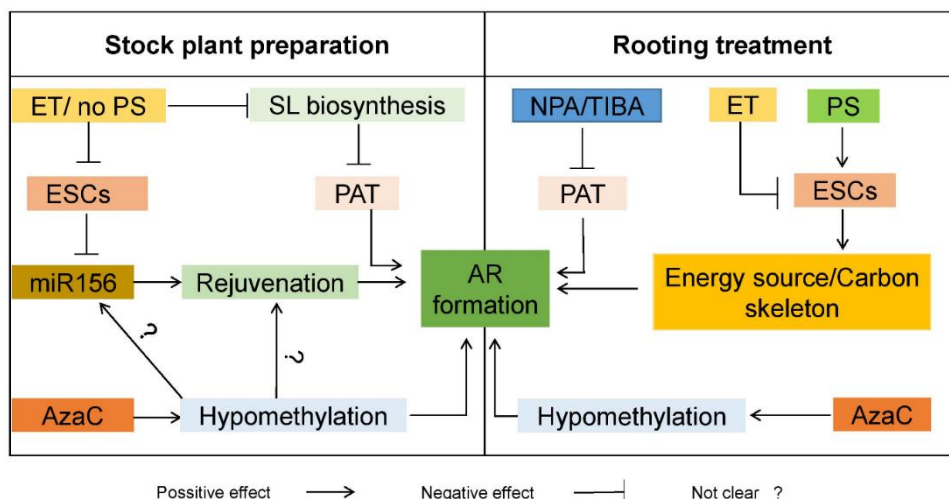 Stock plant preparation
Rooting treatment
ET/ no PS
SL biosynthesis
NPA/TIBA
ET
PS
ESCs
PAT
PAT
ESCs
miR156
Rejuvenation
AR
formation
Energy source/Carbon
skeleton
?
?
AzaC
Hypomethylation
Hypomethylation
AzaC
Possitive effect
Negative effect
Not clear ?